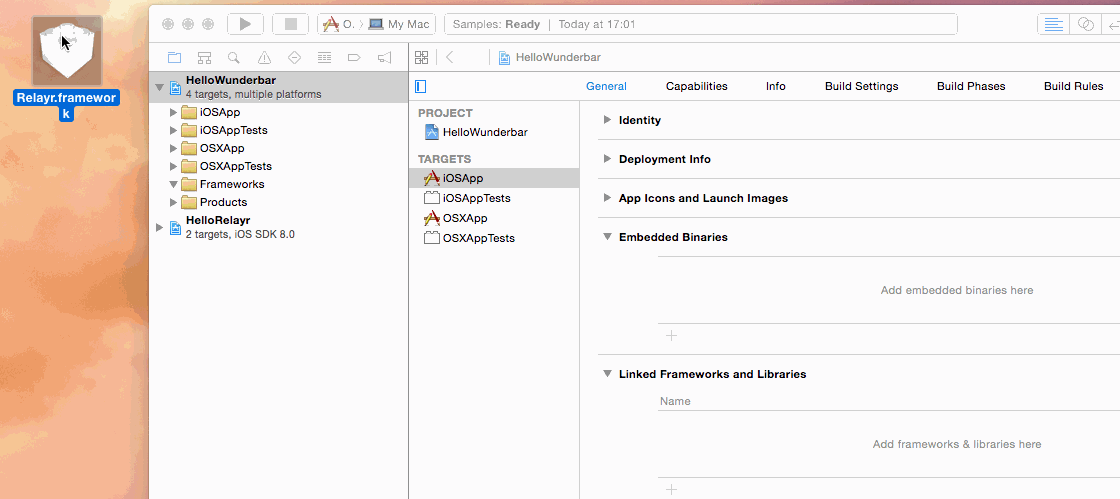 Relayr.framewor
k
O. 〉 My Mac
Samples: Ready | Today at 17:01
HelloWunderbar
4 targets, multiple platforms
iOSApp
iOSAppTests
OSXApp
OSXAppTests
Frameworks
Products
HelloRelayr
2 targets, iOS SDK 8.0
HelloWunderbar
General
Capabilities
Info
Build Settings
Build Phases
Build Rules
PROJECT
HelloWunderbar
TARGETS
iOSApp
iOSAppTests
OSXApp
OSXAppTests
Identity
Deployment Info
App Icons and Launch Images
Embedded Binaries
Add embedded binaries here
Linked Frameworks and Libraries
Name
Add frameworks & libraries here